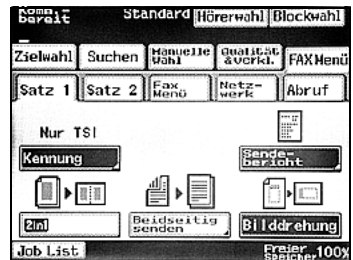 Komm.- bereit Standard Hörerwahl Blockwahl
Zielwahl Suchen Manuelle Wahl Qualität &Verkl. FAX Menü
Satz 1 Satz 2 Fax Menü Netz- werk Abruf
Nur TSI
Kennung Sende- bericht
2in1 Beidseitig senden Bilddrehung
Job List Freier Speicher 100%